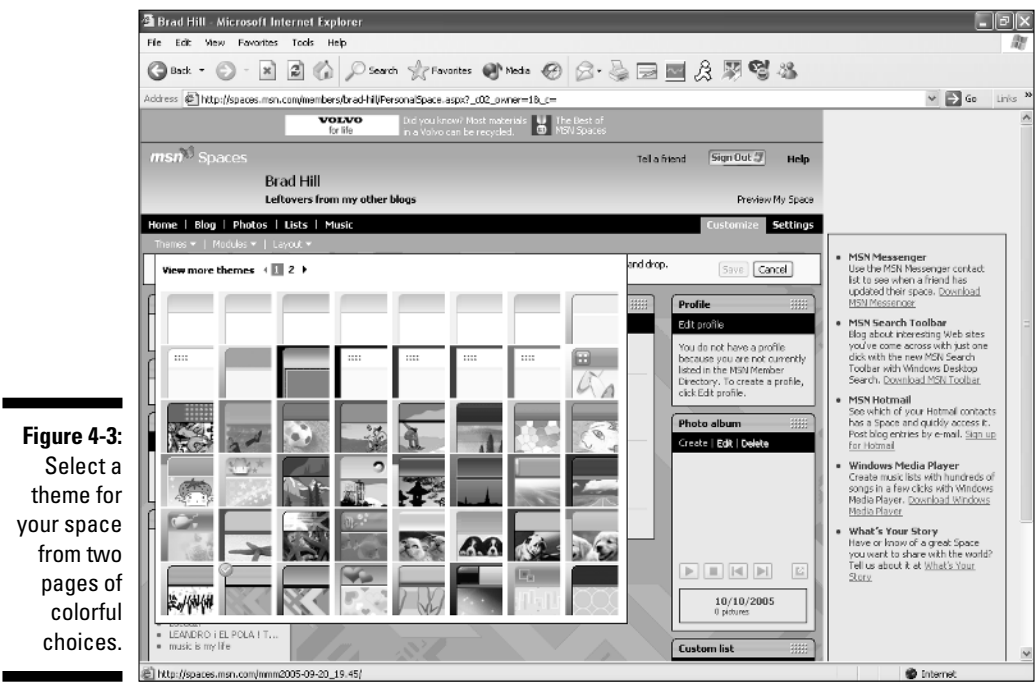 Brad Hill - Microsoft Internet Explorer
File Edit View Favorites Tools Help
Back Search Favorites Media
Address http://spaces.msn.com/members/brad-hill/PersonalSpace.aspx?_c02_owner=1&_c= Go Links »
VOLVO
for life
Did you know? Most materials
in a Volvo can be recycled.
The Best of
MSN Spaces
msn Spaces
Tell a friend Sign Out Help
Brad Hill
Leftovers from my other blogs
Preview My Space
Home | Blog | Photos | Lists | Music
Customize Settings
Themes | Modules | Layout
View more themes 1 2
and drop.
Save Cancel
Profile
Edit profile
You do not have a profile
because you are not currently
listed in the MSN Member
Directory. To create a profile,
click Edit profile.
Photo album
Create | Edit | Delete
10/10/2005
0 pictures
Custom list
MSN Messenger
Use the MSN Messenger contact
list to see when a friend has
updated their space. Download
MSN Messenger
MSN Search Toolbar
Blog about interesting Web sites
you've come across with just one
click with the new MSN Search
Toolbar with Windows Desktop
Search. Download MSN Toolbar
MSN Hotmail
See which of your Hotmail contacts
has a Space and quickly access it.
Post blog entries by e-mail. Sign up
for Hotmail
Windows Media Player
Create music lists with hundreds of
songs in a few clicks with Windows
Media Player. Download Windows
Media Player
What's Your Story
Have or know of a great Space
you want to share with the world?
Tell us about it at What's Your
Story
LEANDRO i EL POLA ! T...
music is my life
http://spaces.msn.com/mmm2005-09-20_19.45/
Internet
Figure 4-3:
Select a
theme for
your space
from two
pages of
colorful
choices.